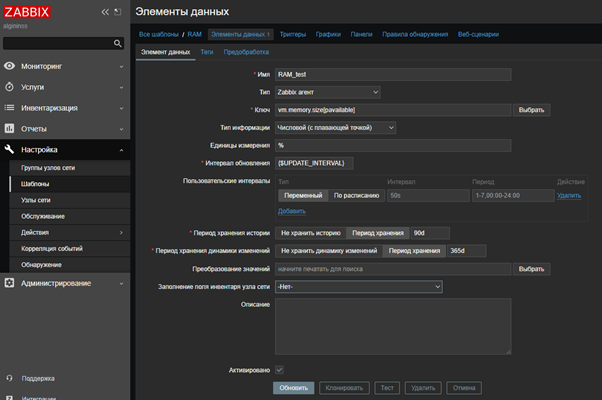 ZABBIX
algininss
Мониторинг
Услуги
Инвентаризация
Отчеты
Настройка
Группы узлов сети
Шаблоны
Узлы сети
Обслуживание
Действия
Корреляция событий
Обнаружение
Администрирование
Поддержка
Интеграции
Элементы данных
Все шаблоны / RAM Элементы данных 1 Триггеры Графики Панели Правила обнаружения Веб-сценарии
Элемент данных Теги Предобработка
* Имя RAM_test
Тип Zabbix агент
* Ключ vm.memory.size[pavailable] Выбрать
Тип информации Числовой (с плавающей точкой)
Единицы измерения %
* Интервал обновления {$UPDATE_INTERVAL}
Пользовательские интервалы Тип Интервал Период Действие
Переменный По расписанию 50s 1-7,00:00-24:00 Удалить
Добавить
* Период хранения истории Не хранить историю Период хранения 90d
* Период хранения динамики изменений Не хранить динамику изменений Период хранения 365d
Преобразование значений начните печатать для поиска Выбрать
Заполнение поля инвентаря узла сети -Нет-
Описание
Активировано
Обновить Клонировать Тест Удалить Отмена